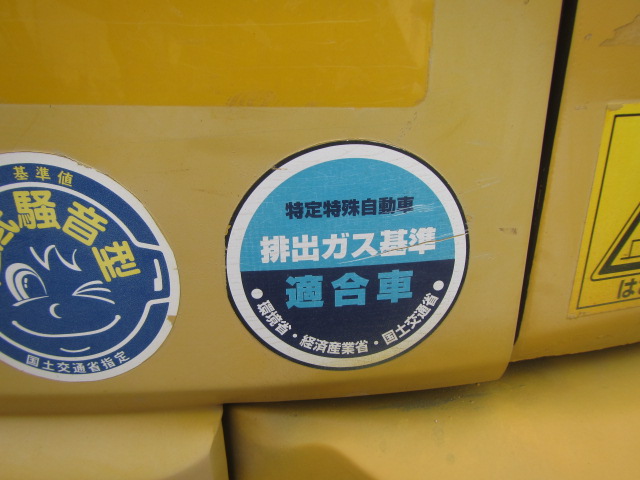 基準値
騒音型
国土交通省指定
特定特殊自動車
排出ガス基準
適合車
・環境省・経済産業省・国土交通省・
は